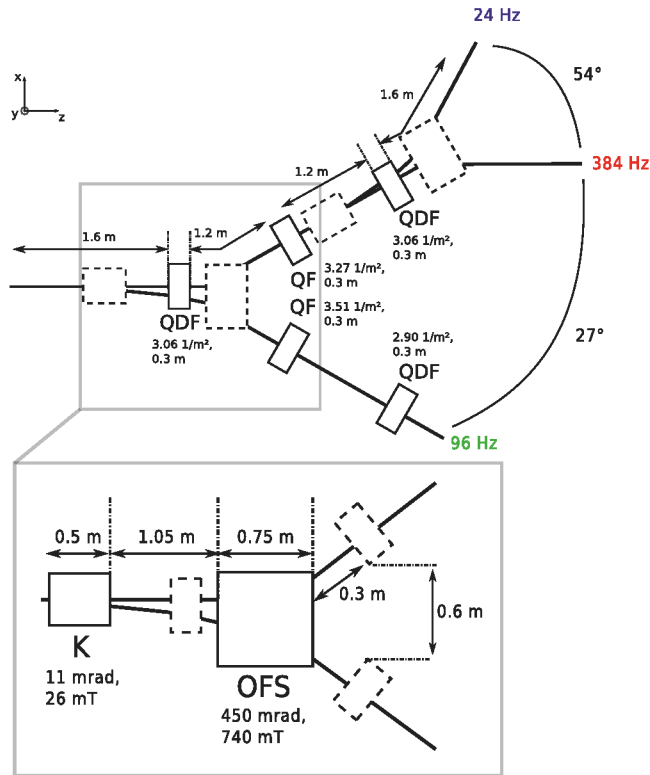 24 Hz
54°
x
y
z
1.6 m
384 Hz
1.2 m
QDF
3.06 1/m²,
0.3 m
1.6 m
1.2 m
QF 3.27 1/m²,
0.3 m
QF 3.51 1/m²,
0.3 m
QDF
3.06 1/m²,
0.3 m
2.90 1/m²,
0.3 m
QDF
27°
96 Hz
0.5 m
1.05 m
0.75 m
0.3 m
0.6 m
K
11 mrad,
26 mT
OFS
450 mrad,
740 mT